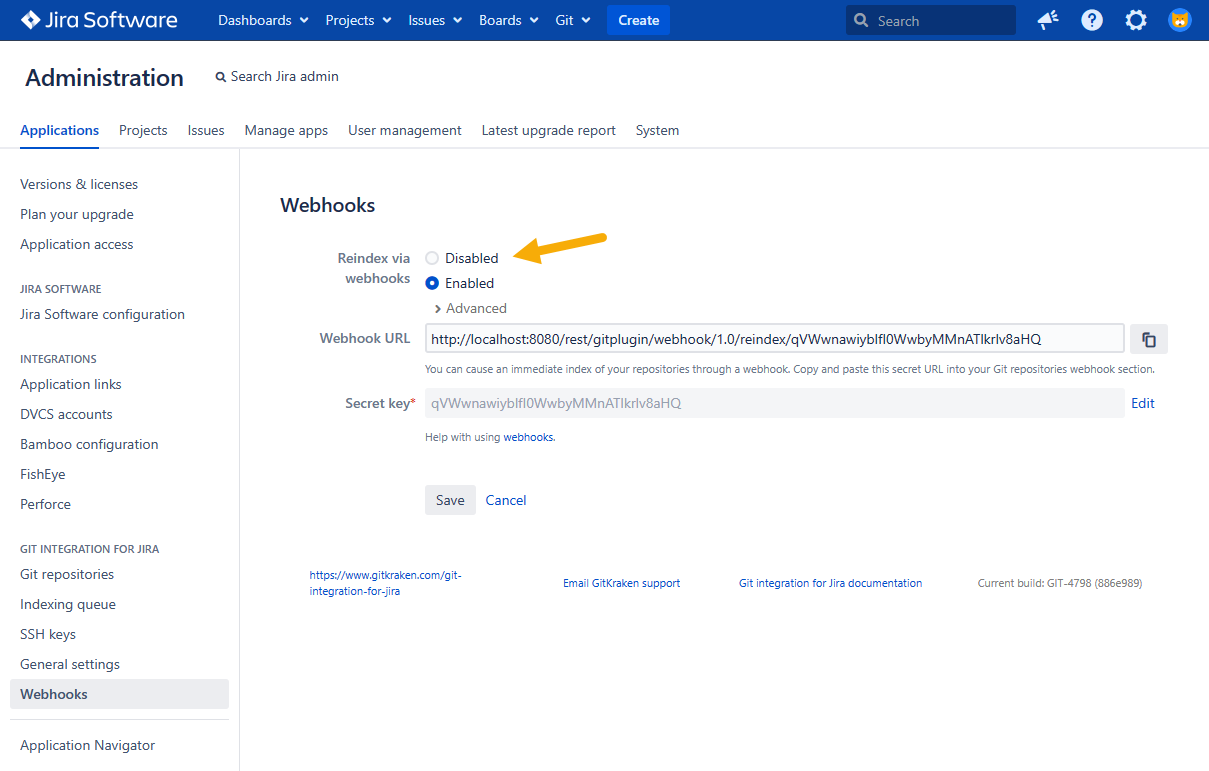 Jira Software Dashboards Projects Issues Boards Git Create Search
Administration Search Jira admin
Applications Projects Issues Manage apps User management Latest upgrade report System
Versions & licenses
Plan your upgrade
Application access
JIRA SOFTWARE
Jira Software configuration
INTEGRATIONS
Application links
DVCS accounts
Bamboo configuration
FishEye
Perforce
GIT INTEGRATION FOR JIRA
Git repositories
Indexing queue
SSH keys
General settings
Webhooks
Application Navigator
Webhooks
Reindex via
webhooks
Disabled
Enabled
Advanced
Webhook URL http://localhost:8080/rest/gitplugin/webhook/1.0/reindex/qVWwnawiyblfl0WwbyMMnATlkrlv8aHQ
You can cause an immediate index of your repositories through a webhook. Copy and paste this secret URL into your Git repositories webhook section.
Secret key* qVWwnawiyblfl0WwbyMMnATlkrlv8aHQ Edit
Help with using webhooks.
Save Cancel
https://www.gitkraken.com/git-
integration-for-jira
Email GitKraken support
Git integration for Jira documentation
Current build: GIT-4798 (886e989)